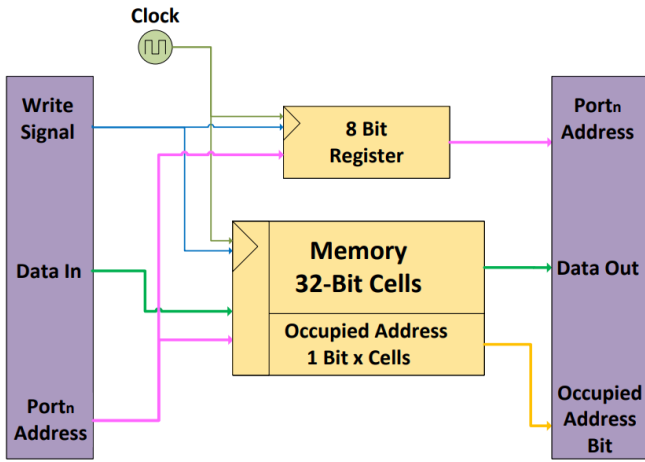 Clock
Write
Signal
Data In
Portn
Address
8 Bit
Register
Memory
32-Bit Cells
Occupied Address
1 Bit x Cells
Portn
Address
Data Out
Occupied
Address
Bit